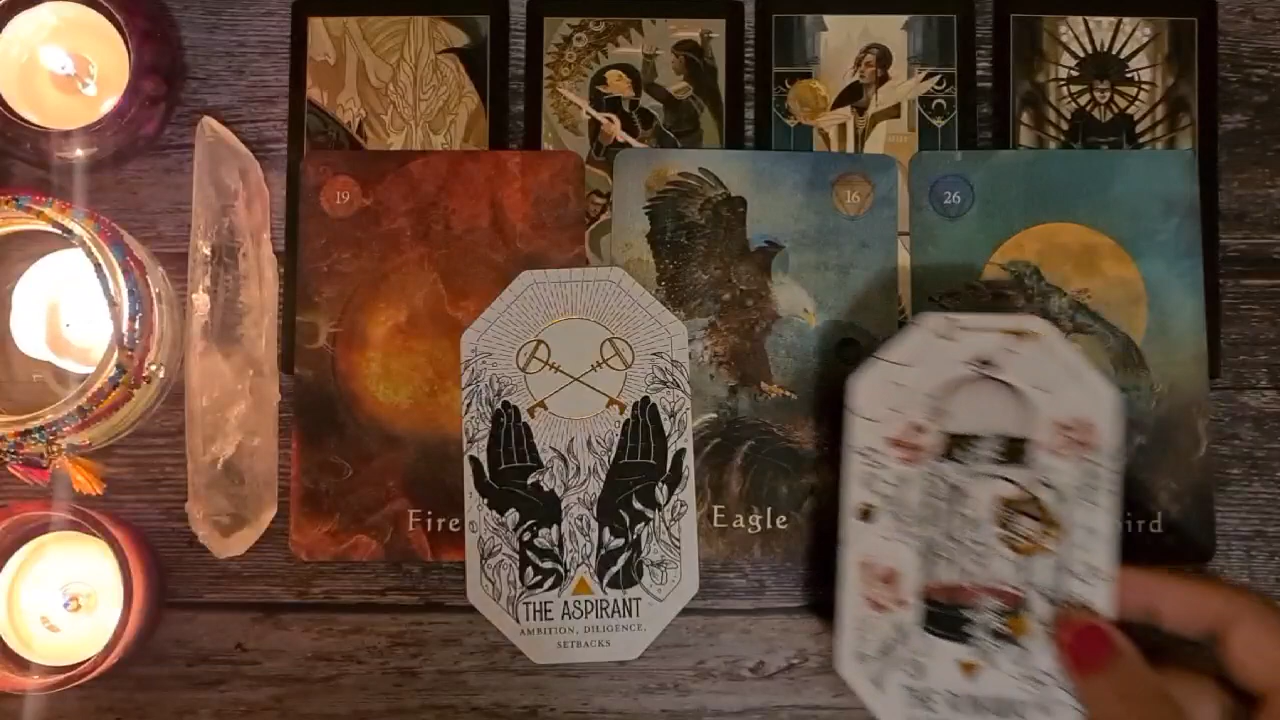 19
16
26
Fire
Eagle
THE ASPIRANT
AMBITION, DILIGENCE,
SETBACKS